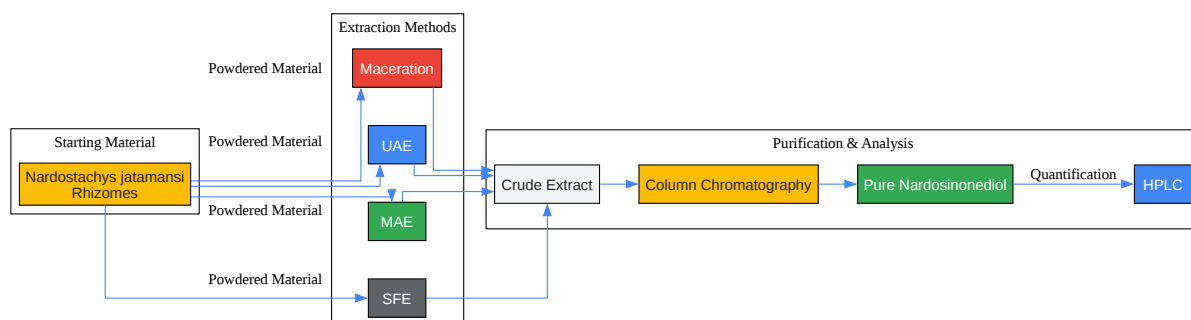 Extraction Methods
Powdered Material
Maceration
Starting Material
Nardostachys jatamansi
Rhizomes
Powdered Material
UAE
Powdered Material
MAE
Powdered Material
SFE
Purification & Analysis
Crude Extract
Column Chromatography
Pure Nardosinonediol
Quantification
HPLC